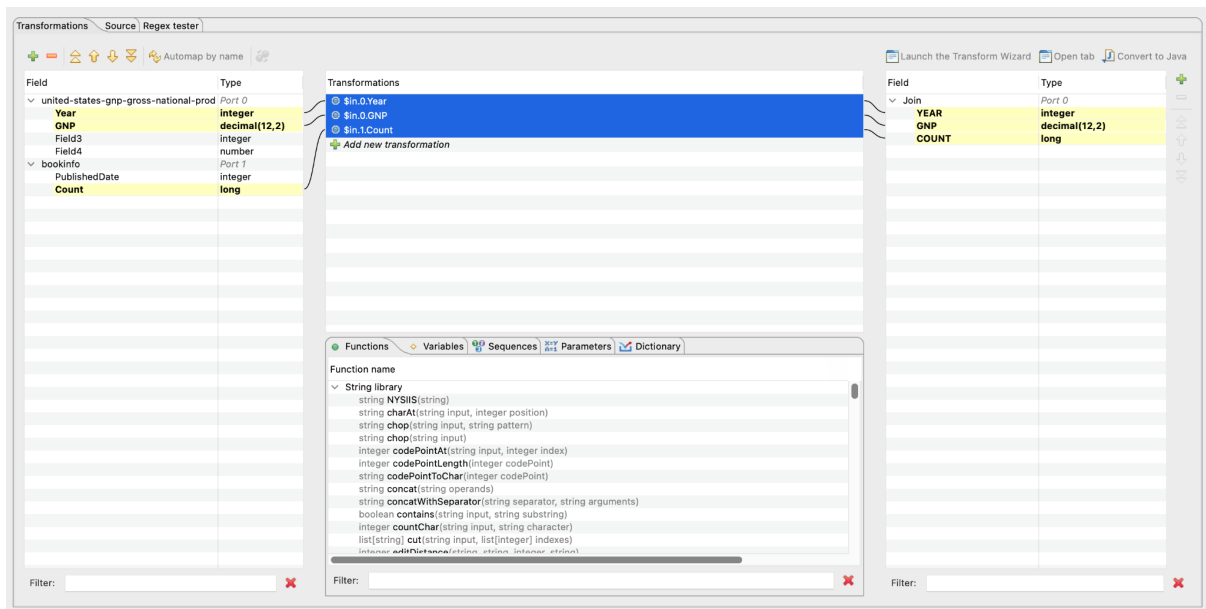 Transformations Source Regex tester
Automap by name
Launch the Transform Wizard Open tab Convert to Java
Field Type
united-states-gnp-gross-national-prod Port 0
Year integer
GNP decimal(12,2)
Field3 integer
Field4 number
bookinfo Port 1
PublishedDate integer
Count long
Filter:
Transformations
$in.0.Year
$in.0.GNP
$in.1.Count
Add new transformation
Functions Variables Sequences X=Y A=1 Parameters Dictionary
Function name
String library
string NYSIIS(string)
string charAt(string input, integer position)
string chop(string input, string pattern)
string chop(string input)
integer codePointAt(string input, integer index)
integer codePointLength(integer codePoint)
string codePointToChar(integer codePoint)
string concat(string operands)
string concatWithSeparator(string separator, string arguments)
boolean contains(string input, string substring)
integer countChar(string input, string character)
list[string] cut(string input, list[integer] indexes)
integer editDistance(string, string, integer, string)
Filter:
Field Type
Join Port 0
YEAR integer
GNP decimal(12,2)
COUNT long
Filter: